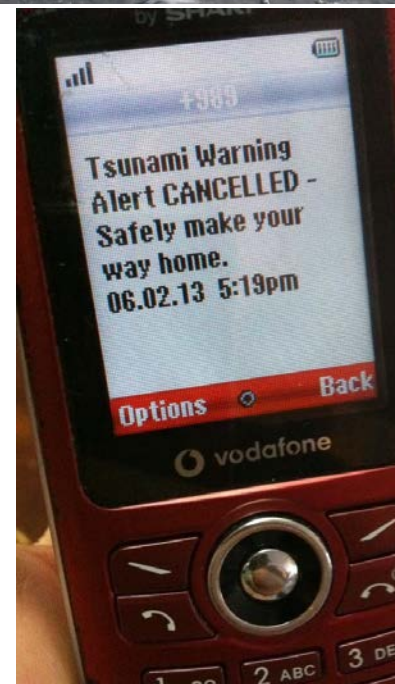 by SHARP
+989
Tsunami Warning
Alert CANCELLED -
Safely make your
way home.
06.02.13 5:19pm
Options
Back
vodafone
1
2 ABC
3 DE